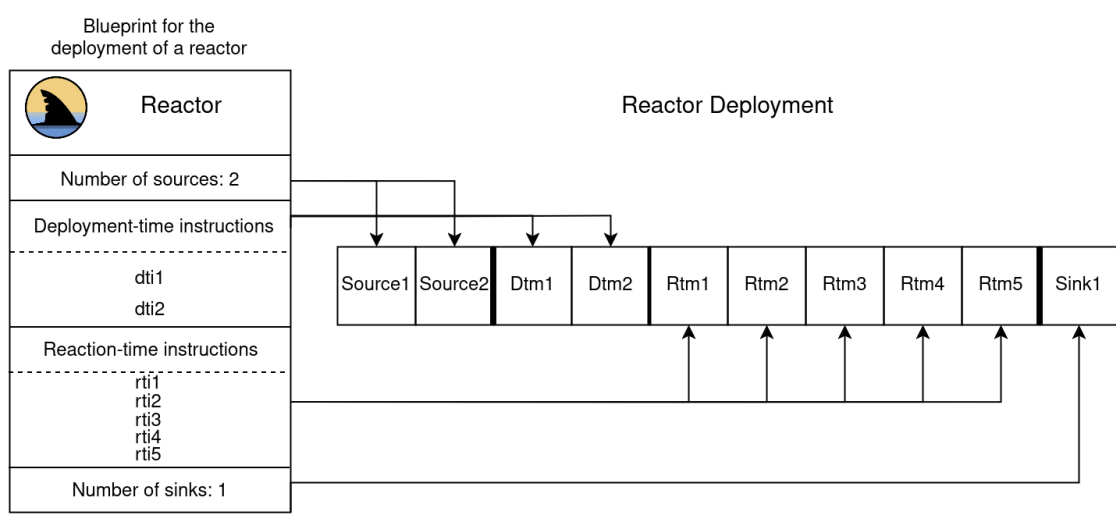 Blueprint for the
deployment of a reactor
Reactor
Reactor Deployment
Number of sources: 2
Deployment-time instructions
dti1
dti2
Reaction-time instructions
rti1
rti2
rti3
rti4
rti5
Number of sinks: 1
Source1 Source2 Dtm1 Dtm2 Rtm1 Rtm2 Rtm3 Rtm4 Rtm5 Sink1